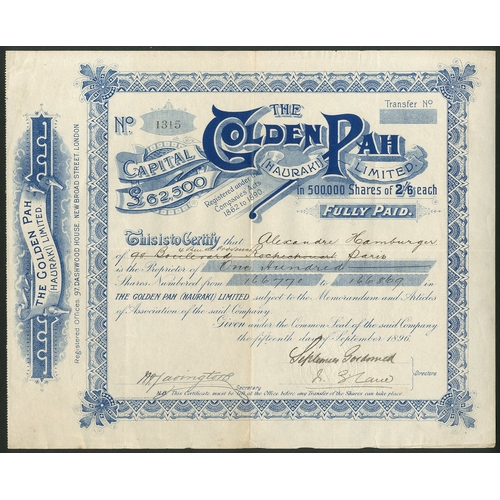 THE GOLDEN PAH
(HAURAKI) LIMITED.
Registered Offices, 97, DASHWOOD HOUSE, NEW BROAD STREET, LONDON
No. 1315
Transfer No
THE
GOLDEN PAH
(HAURAKI) LIMITED.
CAPITAL
£62,500
Registered under the
Companies Acts
1862 to 1890
In 500,000 Shares of 2/6 each
FULLY PAID.
This is to Certify that Alexandre Hamburger
of 90 Boulevard Paris
is the Proprietor of One Hundred
Shares, Numbered from 166770 to 166869 in
THE GOLDEN PAH (HAURAKI) LIMITED subject to the Memorandum and Articles
of Association of the said Company
Given under the Common Seal of the said Company
the fifteenth day of September 1896
Directors
Secretary
NB This Certificate must be left at the Office before any Transfer of the Shares can take place